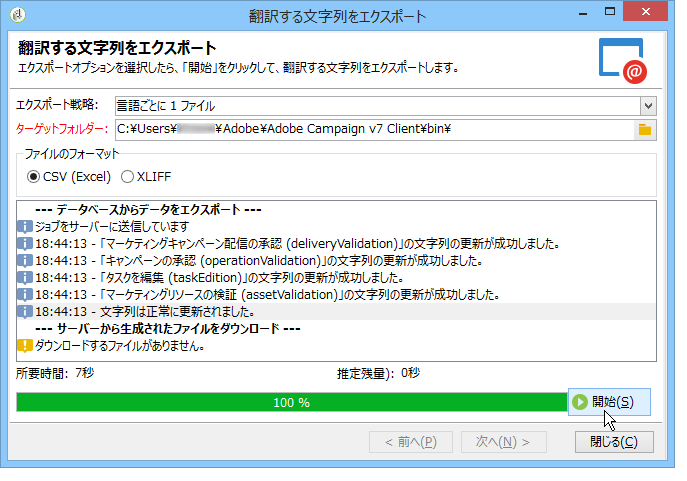 翻訳する文字列をエクスポート
翻訳する文字列をエクスポート
エクスポートオプションを選択したら、「開始」をクリックして、翻訳する文字列をエクスポートします。
エクスポート戦略: 言語ごとに 1 ファイル
ターゲットフォルダー: C:¥Users¥ ¥Adobe¥Adobe Campaign v7 Client¥bin¥
ファイルのフォーマット
CSV (Excel) XLIFF
--- データベースからデータをエクスポート ---
ジョブをサーバーに送信しています
18:44:13 - 「マーケティングキャンペーン配信の承認 (deliveryValidation)」の文字列の更新が成功しました。
18:44:13 - 「キャンペーンの承認 (operationValidation)」の文字列の更新が成功しました。
18:44:13 - 「タスクを編集 (taskEdition)」の文字列の更新が成功しました。
18:44:13 - 「マーケティングリソースの検証 (assetValidation)」の文字列の更新が成功しました。
18:44:13 - 文字列は正常に更新されました。
--- サーバーから生成されたファイルをダウンロード ---
ダウンロードするファイルがありません。
所要時間: 7秒 推定残量): 0秒
100 % 開始(S)
< 前へ(P) 次へ(N) > 閉じる(C)